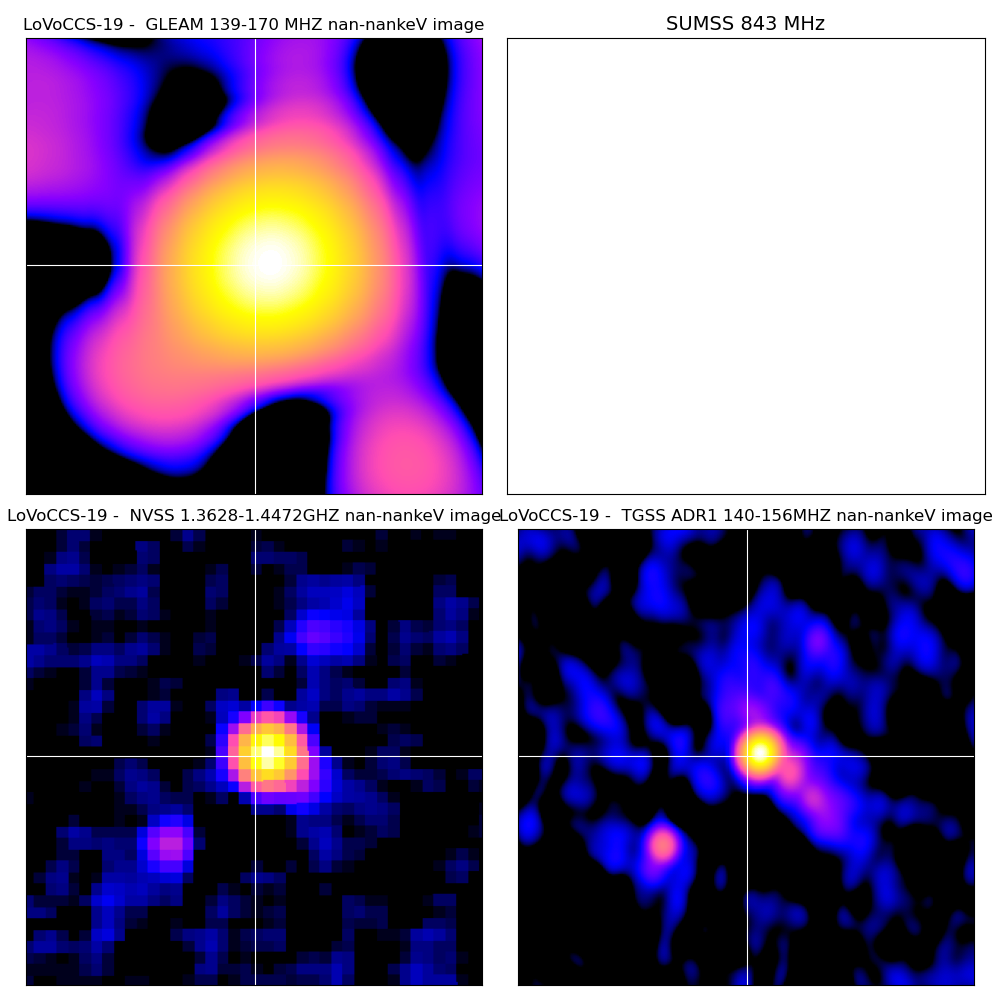 LoVoCCS-19 - GLEAM 139-170 MHZ nan-nankeV image
SUMSS 843 MHz
LoVoCCS-19 - NVSS 1.3628-1.4472GHZ nan-nankeV image
LoVoCCS-19 - TGSS ADR1 140-156MHZ nan-nankeV image